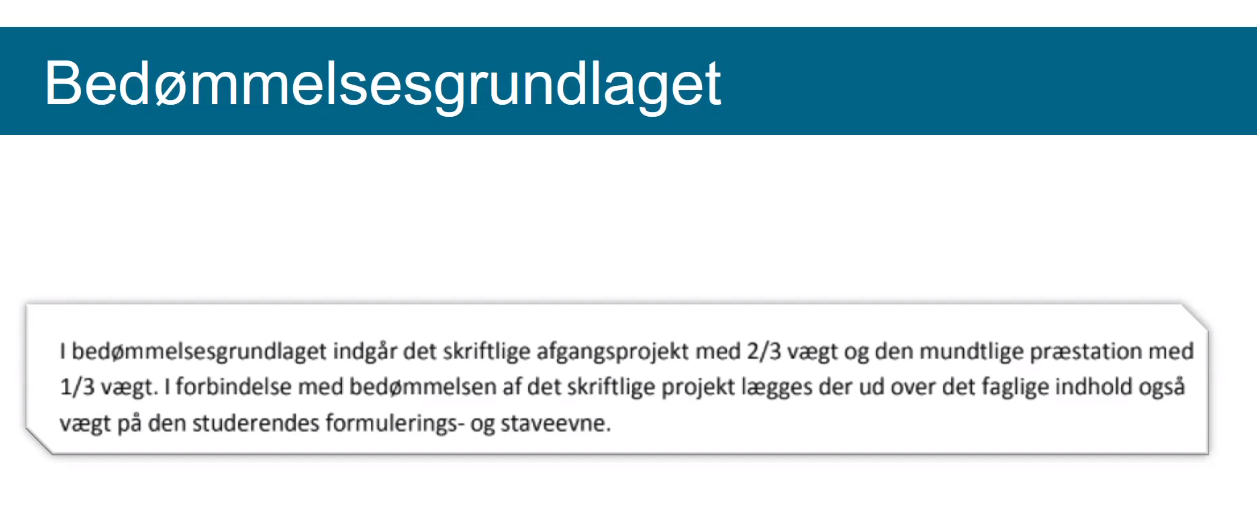 Bedømmelsesgrundlaget
I bedømmelsesgrundlaget indgår det skriftlige afgangsprojekt med 2/3 vægt og den mundtlige præstation med
1/3 vægt. I forbindelse med bedømmelsen af det skriftlige projekt lægges der ud over det faglige indhold også
vægt på den studerendes formulerings- og staveevne.